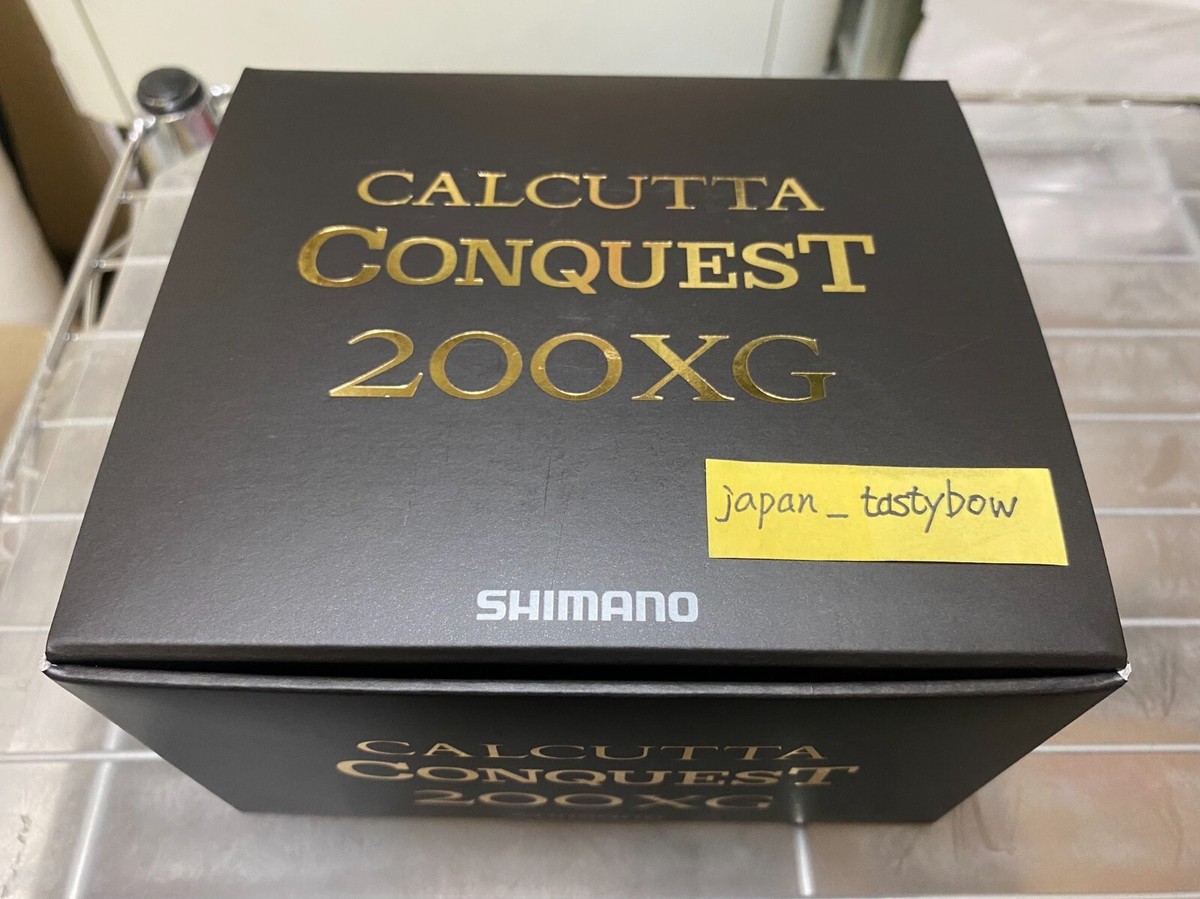 CALCUTTA
CONQUEST
200XG
japan_tastybow
SHIMANO
CALCUTTA
CONQUEST
200XG